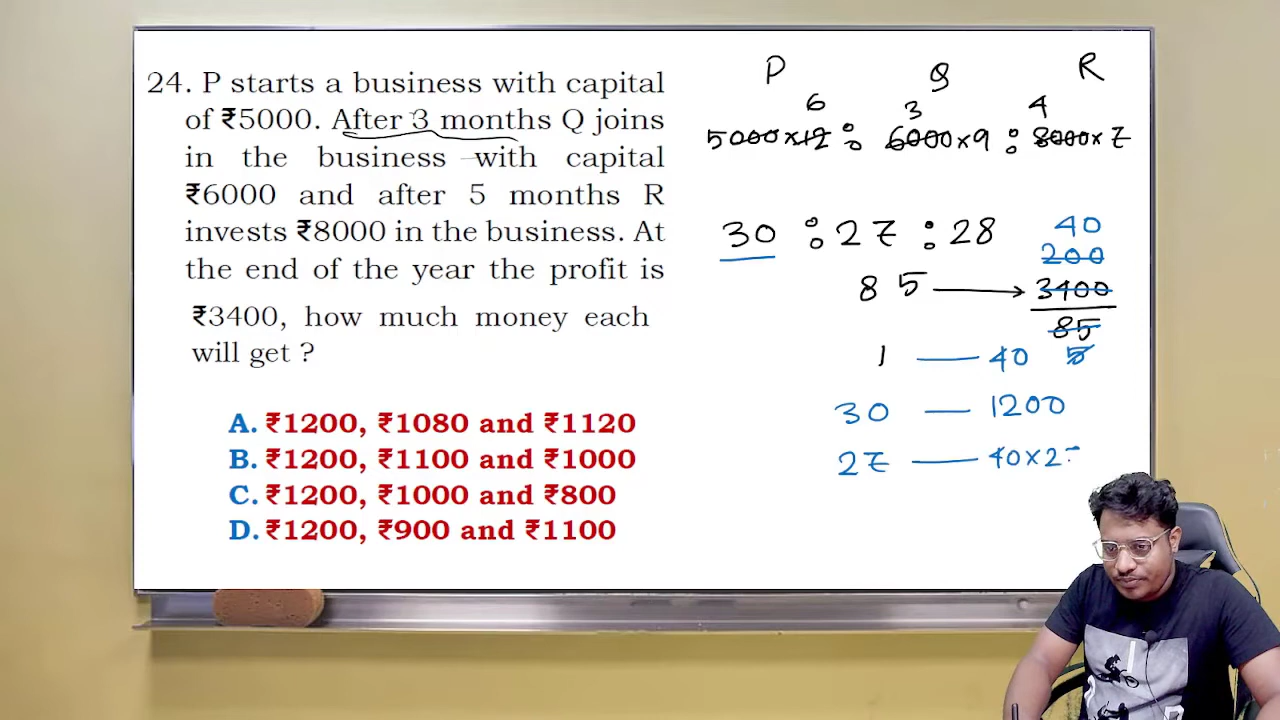 24. P starts a business with capital
of ₹5000. After 3 months Q joins
in the business with capital
₹6000 and after 5 months R
invests ₹8000 in the business. At
the end of the year the profit is
₹3400, how much money each
will get ?
A. ₹1200, ₹1080 and ₹1120
B. ₹1200, ₹1100 and ₹1000
C. ₹1200, ₹1000 and ₹800
D. ₹1200, ₹900 and ₹1100
P Q R
6 3 4
5000×12 : 6000×9 : 8000×7
30 : 27 : 28
40
200
85 → 3400
85
5
1 — 40
30 — 1200
27 — 40×2